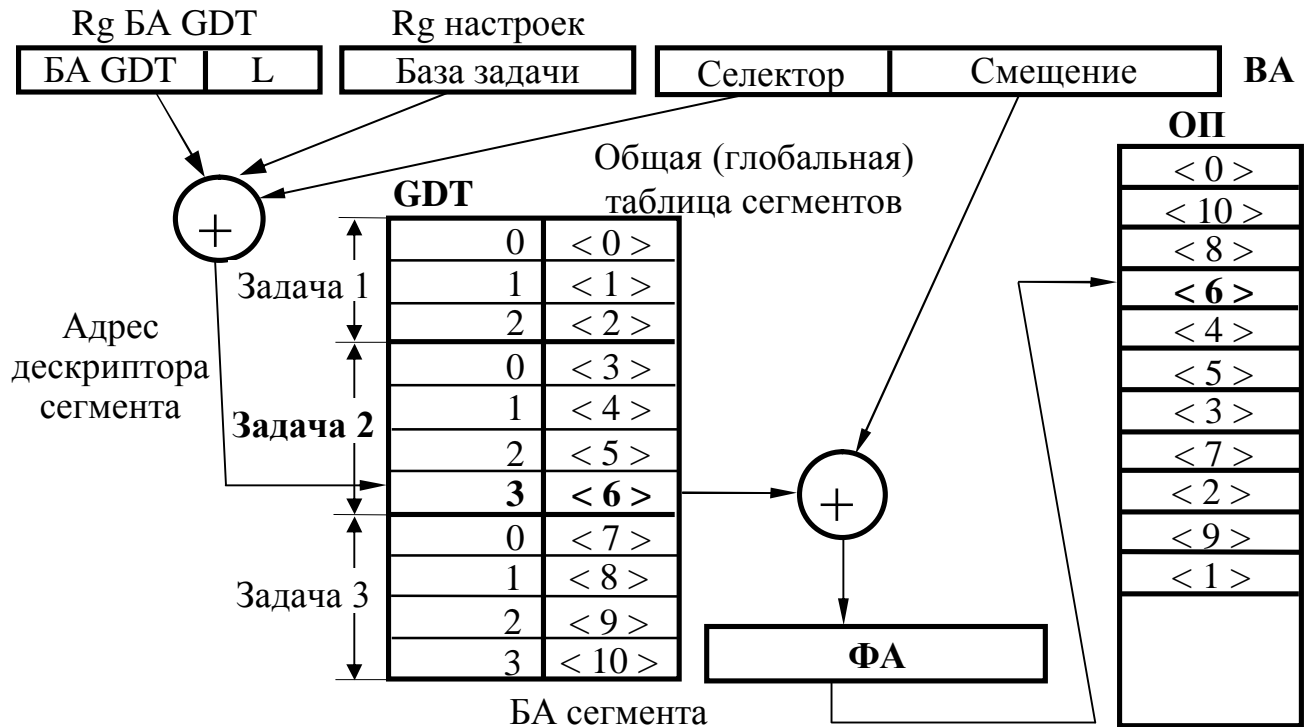 Rg БА GDT
Rg настроек
БА GDT L
База задачи
Селектор Смещение ВА
ОП
Общая (глобальная)
таблица сегментов
GDT
+
Задача 1
0 < 0 >
1 < 1 >
2 < 2 >
Адрес
дескриптора
сегмента
Задача 2
0 < 3 >
1 < 4 >
2 < 5 >
3 < 6 >
Задача 3
0 < 7 >
1 < 8 >
2 < 9 >
3 < 10 >
БА сегмента
+
ФА
< 0 >
< 10 >
< 8 >
< 6 >
< 4 >
< 5 >
< 3 >
< 7 >
< 2 >
< 9 >
< 1 >